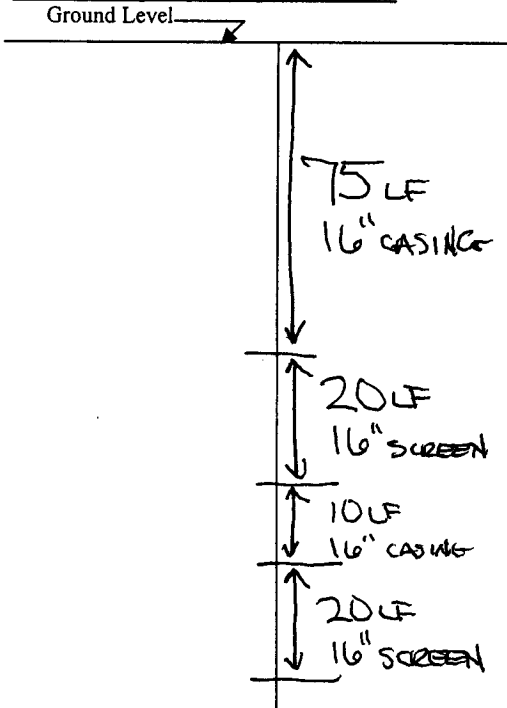 Ground Level
75 LF
16" CASING
20 LF
16" SCREEN
10 LF
16" CASING
20 LF
16" SCREEN